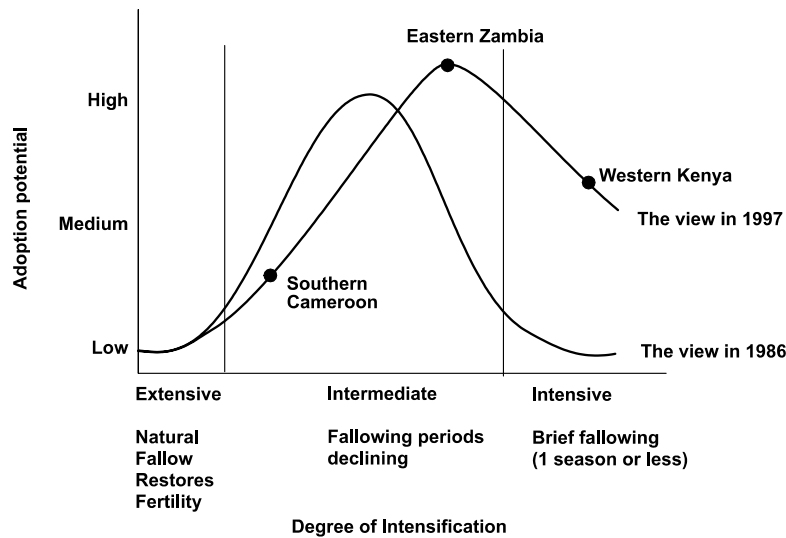 Eastern Zambia
High
Western Kenya
Adoption potential
Medium
The view in 1997
Southern
Cameroon
Low
The view in 1986
Extensive
Intermediate
Intensive
Natural
Fallow
Restores
Fertility
Fallowing periods
declining
Brief fallowing
(1 season or less)
Degree of Intensification